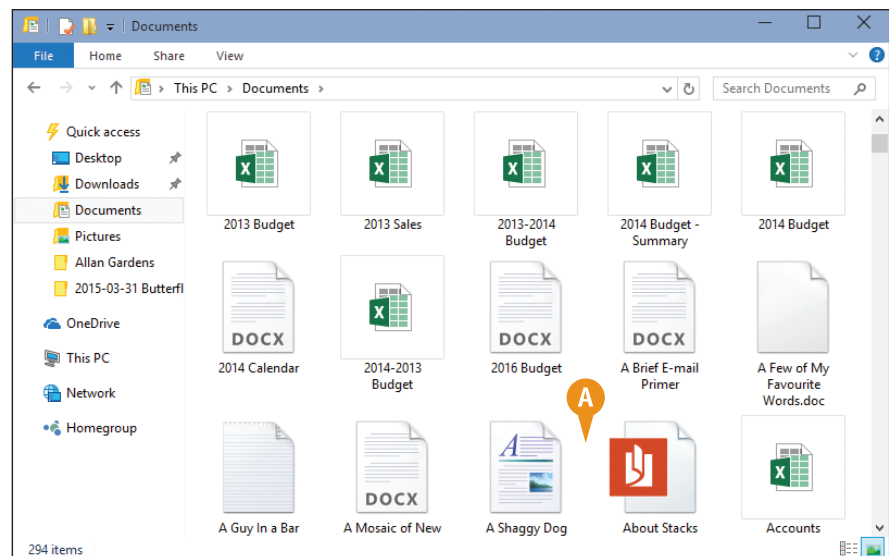 Documents
File Home Share View
This PC > Documents >
Search Documents
Quick access
Desktop
Downloads
Documents
Pictures
Allan Gardens
2015-03-31 Butterfl
OneDrive
This PC
Network
Homegroup
2013 Budget
2013 Sales
2013-2014
Budget
2014 Budget -
Summary
2014 Budget
DOCX
2014 Calendar
2014-2013
Budget
DOCX
2016 Budget
DOCX
A Brief E-mail
Primer
A Few of My
Favourite
Words.doc
A
A Guy In a Bar
DOCX
A Mosaic of New
A
A Shaggy Dog
About Stacks
Accounts
294 items